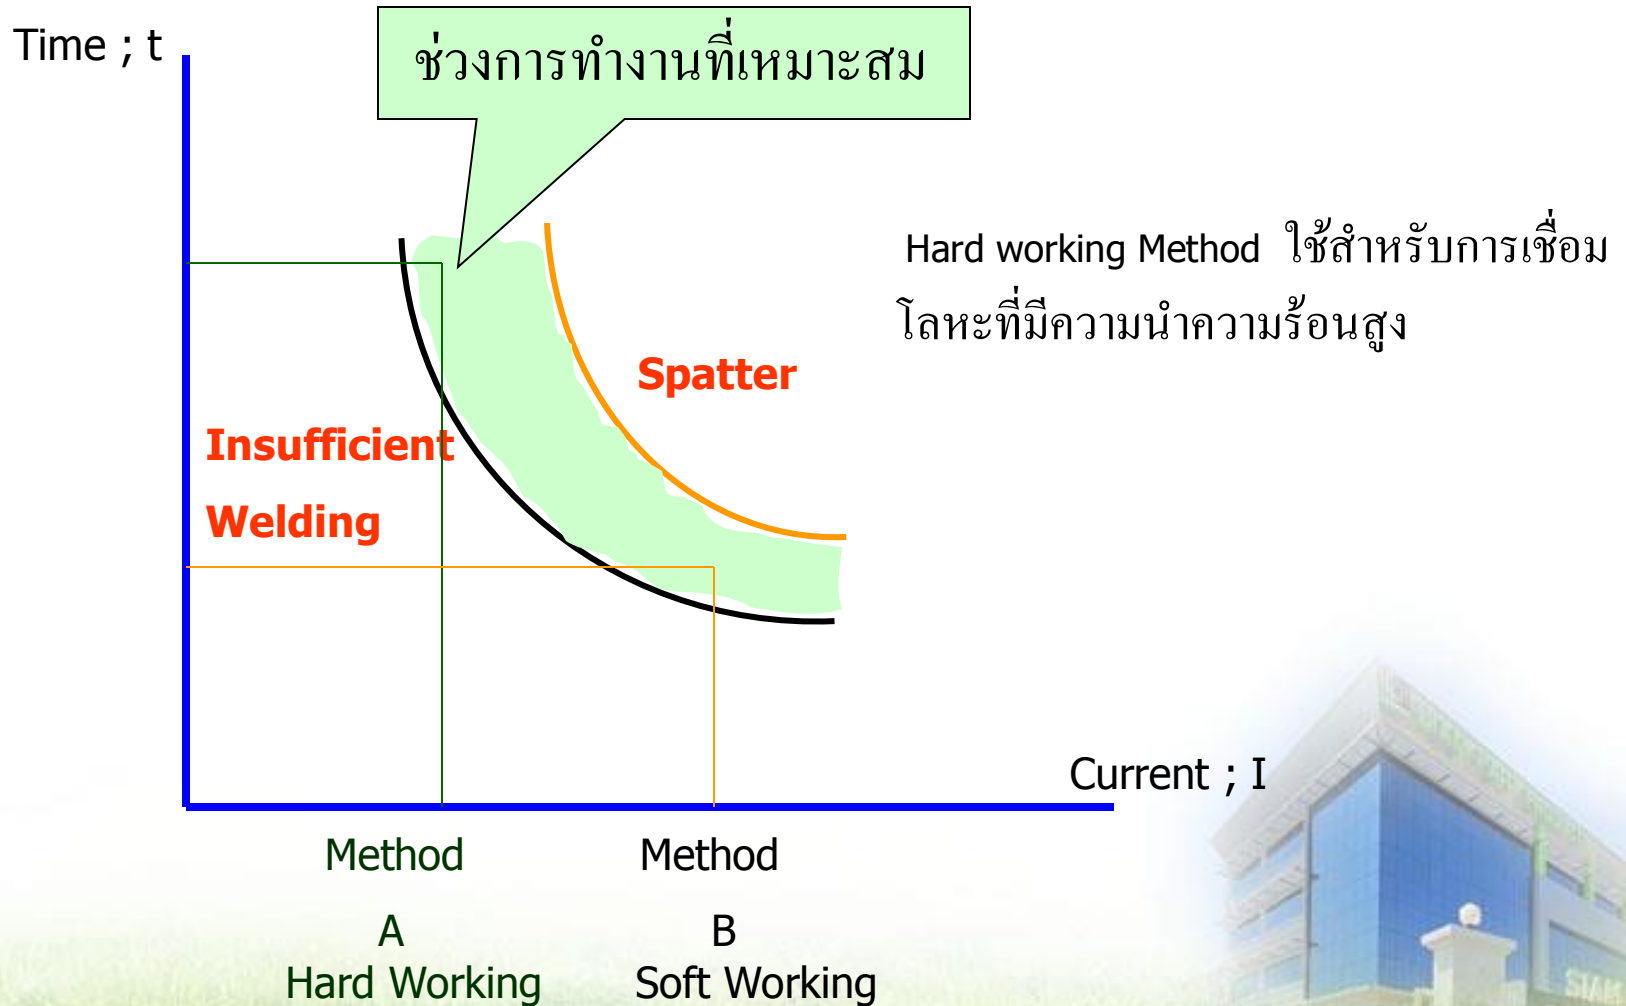 Time ; t
ช่วงการทำงานที่เหมาะสม
Hard working Method ใช้สำหรับการเชื่อม
โลหะที่มีความนำความร้อนสูง
Spatter
Insufficient
Welding
Current ; I
Method
A
Hard Working
Method
B
Soft Working
SIAM